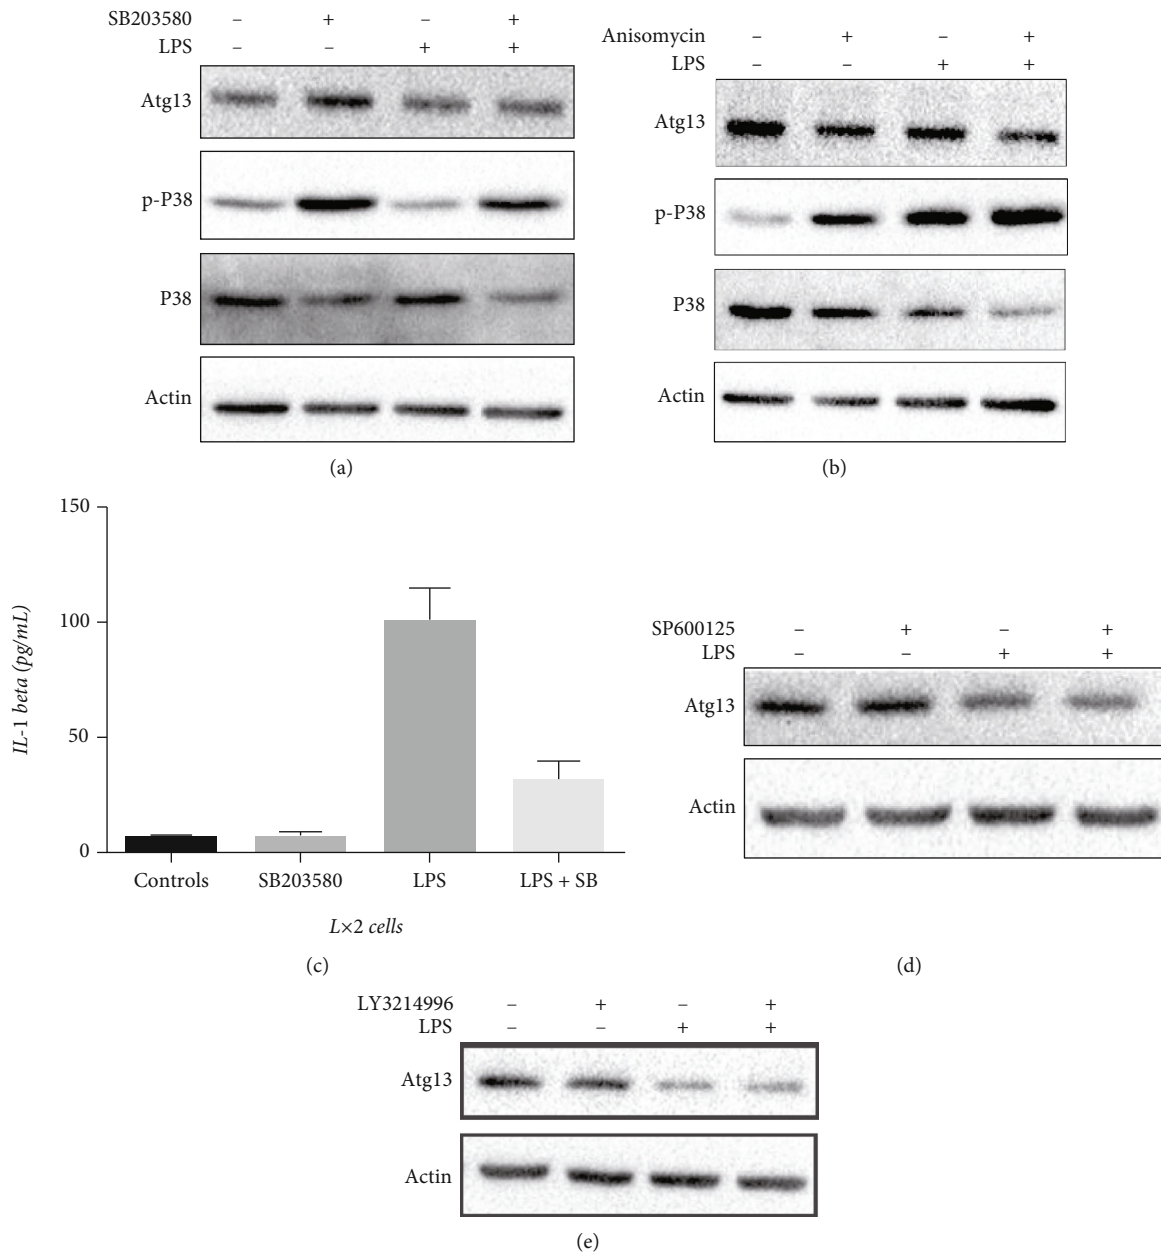 SB203580 – + – +
LPS – – + +
Atg13
p-P38
P38
Actin
(a)
Anisomycin – + – +
LPS – – + +
Atg13
p-P38
P38
Actin
(b)
150
100
50
0
IL-1 beta (pg/mL)
Controls SB203580 LPS LPS + SB
L×2 cells
(c)
SP600125 – + – +
LPS – – + +
Atg13
Actin
(d)
LY3214996 – + – +
LPS – – + +
Atg13
Actin
(e)